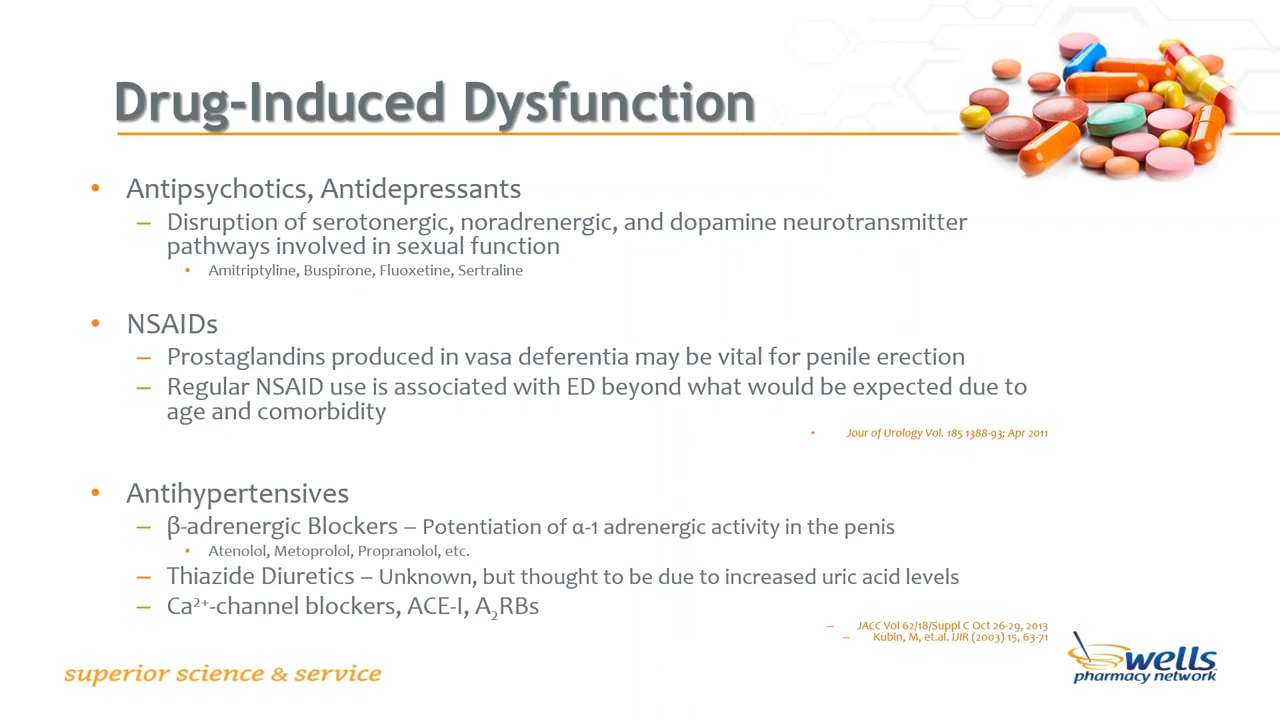 Drug-Induced Dysfunction
• Antipsychotics, Antidepressants
– Disruption of serotonergic, noradrenergic, and dopamine neurotransmitter
pathways involved in sexual function
• Amitriptyline, Buspirone, Fluoxetine, Sertraline
• NSAIDs
– Prostaglandins produced in vasa deferentia may be vital for penile erection
– Regular NSAID use is associated with ED beyond what would be expected due to
age and comorbidity
• Jour of Urology Vol. 185 1388-93; Apr 2011
• Antihypertensives
– β-adrenergic Blockers – Potentiation of α-1 adrenergic activity in the penis
• Atenolol, Metoprolol, Propranolol, etc.
– Thiazide Diuretics – Unknown, but thought to be due to increased uric acid levels
– Ca²⁺-channel blockers, ACE-I, A₂RBs
– JACC Vol 62/18/Suppl C Oct 26-29, 2013
– Kubin, M, et.al. IJIR (2003) 15, 63-71
superior science & service
wells
pharmacy network